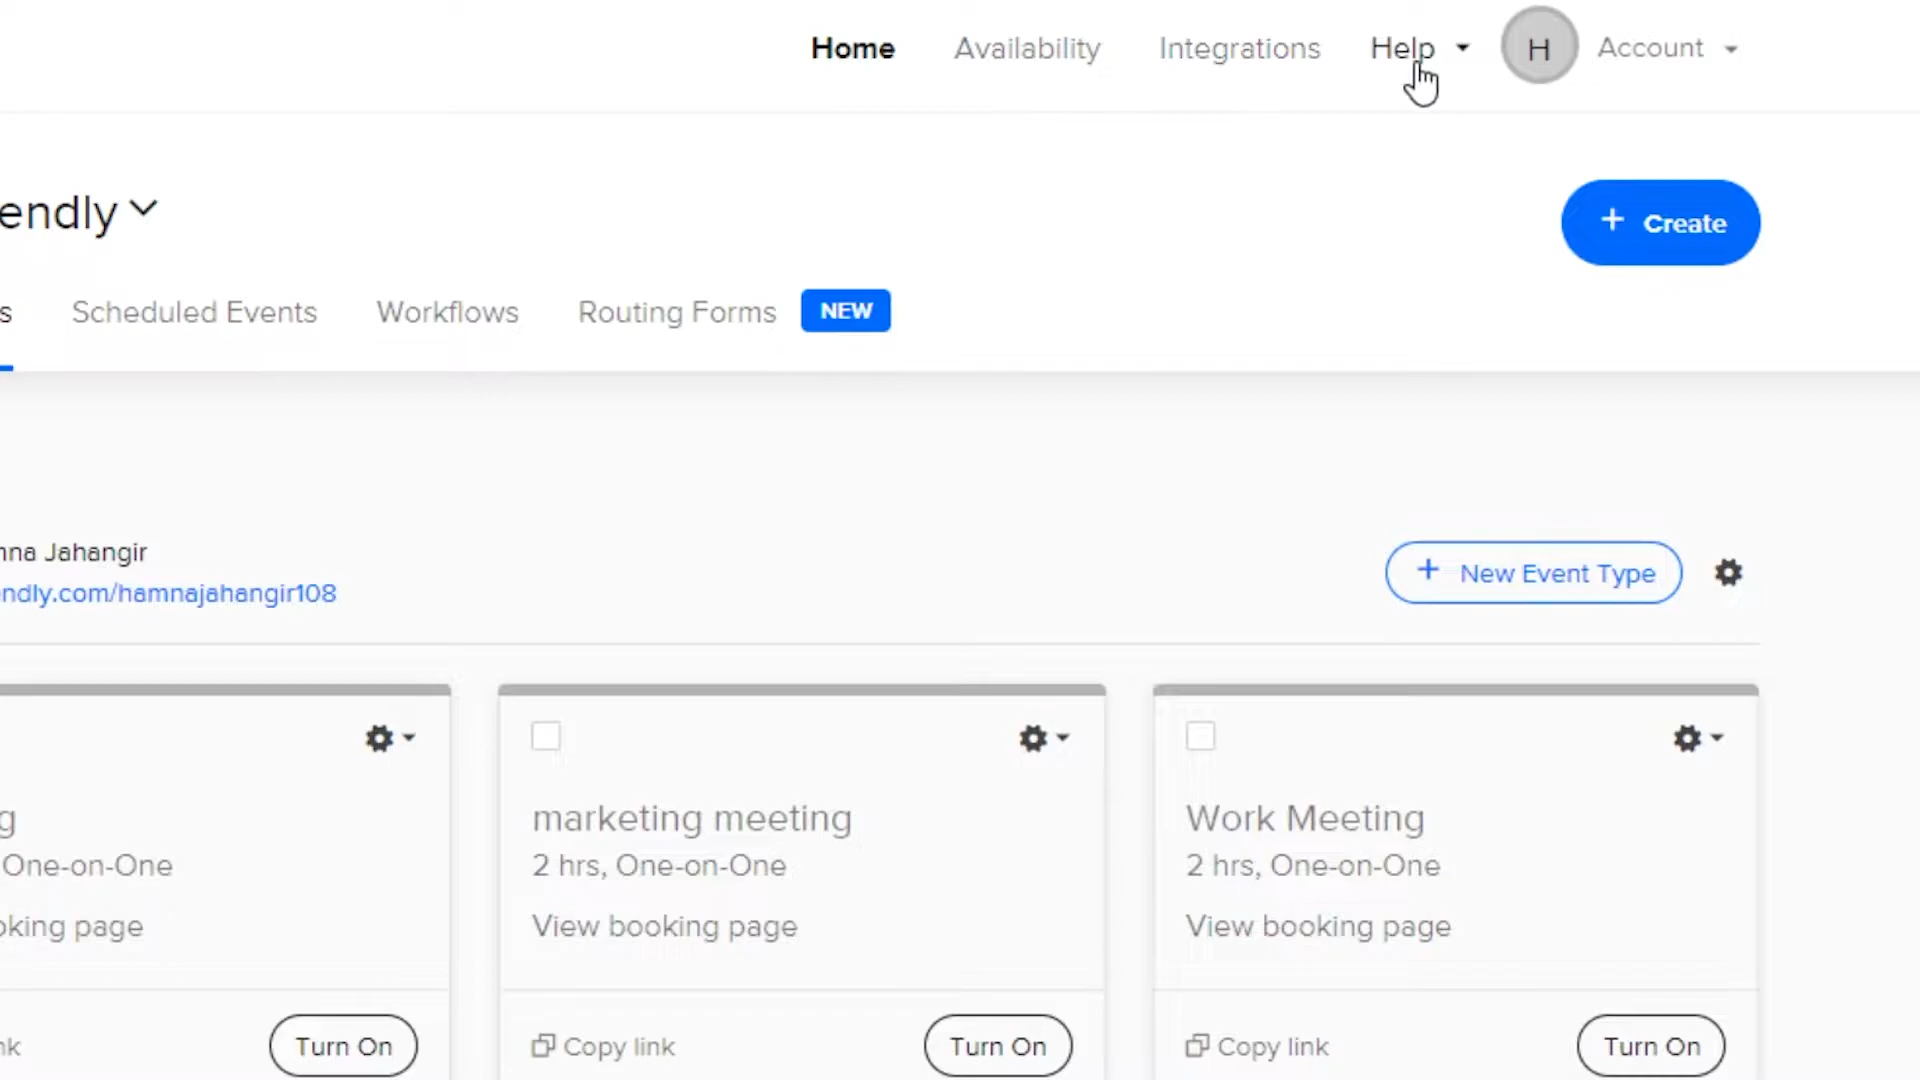 Home Availability Integrations Help H Account
endly
+ Create
s Scheduled Events Workflows Routing Forms NEW
nna Jahangir
ndly.com/hamnajahangir108
+ New Event Type
g
One-on-One
oking page
nk
Turn On
marketing meeting
2 hrs, One-on-One
View booking page
Copy link
Turn On
Work Meeting
2 hrs, One-on-One
View booking page
Copy link
Turn On